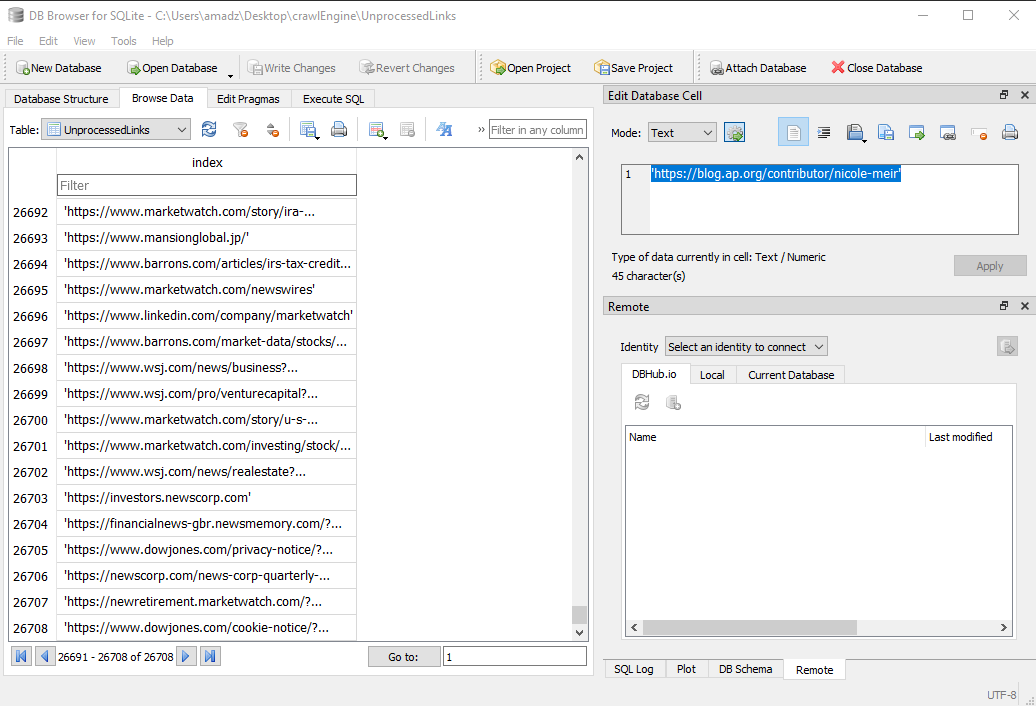 DB Browser for SQLite - C:\Users\amadz\Desktop\crawlEngine\UnprocessedLinks
File Edit View Tools Help
New Database Open Database Write Changes Revert Changes Open Project Save Project Attach Database Close Database
Database Structure Browse Data Edit Pragmas Execute SQL
Table: UnprocessedLinks » Filter in any column
index
Filter
26692 'https://www.marketwatch.com/story/ira-...
26693 'https://www.mansionglobal.jp/'
26694 'https://www.barrons.com/articles/irs-tax-credit...
26695 'https://www.marketwatch.com/newswires'
26696 'https://www.linkedin.com/company/marketwatch'
26697 'https://www.barrons.com/market-data/stocks/...
26698 'https://www.wsj.com/news/business?...
26699 'https://www.wsj.com/pro/venturecapital?...
26700 'https://www.marketwatch.com/story/u-s-...
26701 'https://www.marketwatch.com/investing/stock/...
26702 'https://www.wsj.com/news/realestate?...
26703 'https://investors.newscorp.com'
26704 'https://financialnews-gbr.newsmemory.com/?...
26705 'https://www.dowjones.com/privacy-notice/?...
26706 'https://newscorp.com/news-corp-quarterly-...
26707 'https://newretirement.marketwatch.com/?...
26708 'https://www.dowjones.com/cookie-notice/?...
26691 - 26708 of 26708 Go to: 1
Edit Database Cell
Mode: Text
1 'https://blog.ap.org/contributor/nicole-meir'
Type of data currently in cell: Text / Numeric
45 character(s)
Apply
Remote
Identity Select an identity to connect
DBHub.io Local Current Database
Name Last modified
SQL Log Plot DB Schema Remote
UTF-8